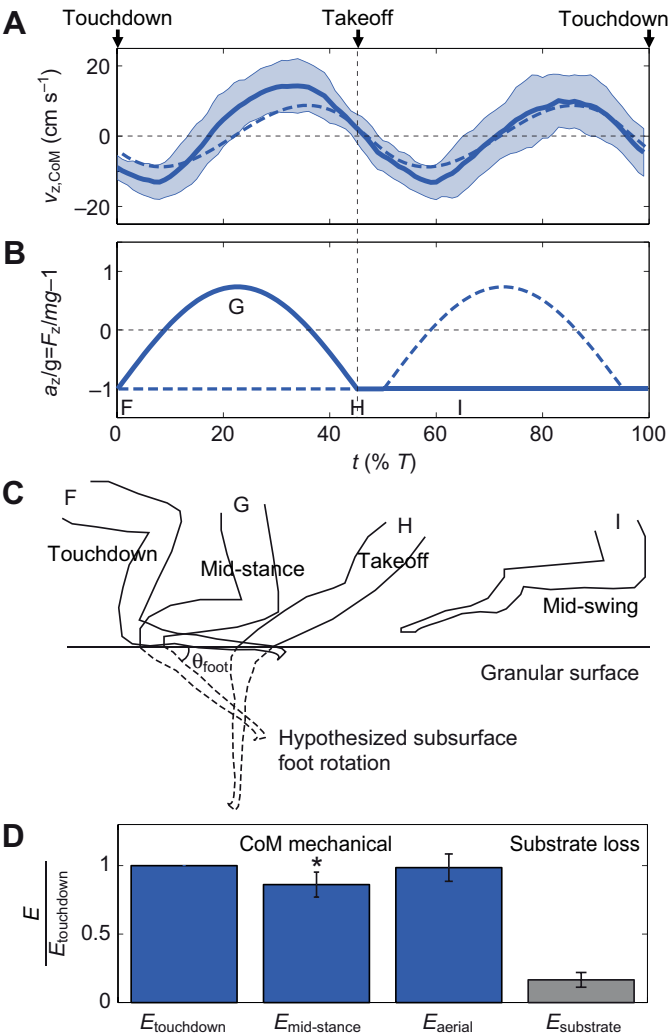 A
Touchdown Takeoff Touchdown
20
0
–20
v_z,CoM (cm s⁻¹)
B
1
0
–1
a_z/g=F_z/mg–1
G
F H I
0 20 40 60 80 100
t (% T)
C
F G H I
Touchdown
Mid-stance
Takeoff
Mid-swing
θ_foot
Granular surface
Hypothesized subsurface
foot rotation
D
CoM mechanical Substrate loss
*
1
0.5
0
E
E_touchdown
E_touchdown E_mid-stance E_aerial E_substrate